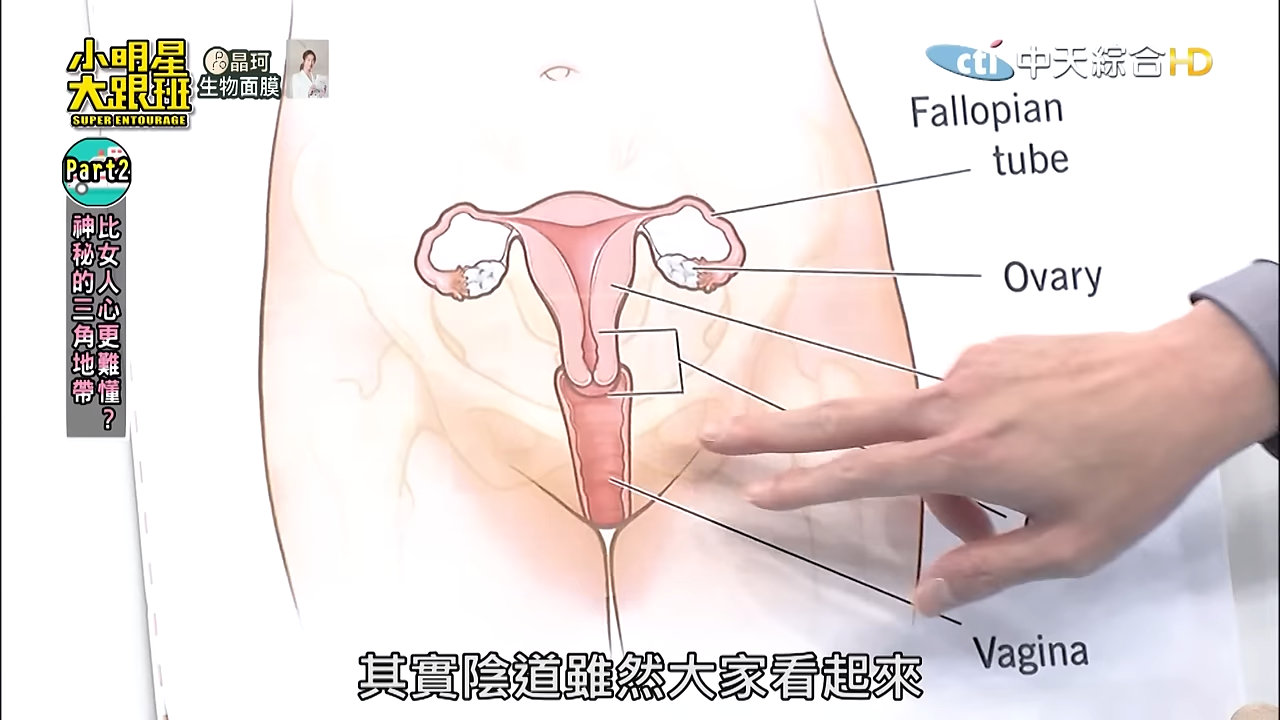 小明星
大跟班
SUPER ENTOURAGE
晶珂
生物面膜
cti 中天綜合HD
Part2
比女人心更難懂?
神秘的三角地帶
Fallopian
tube
Ovary
Vagina
其實陰道雖然大家看起來